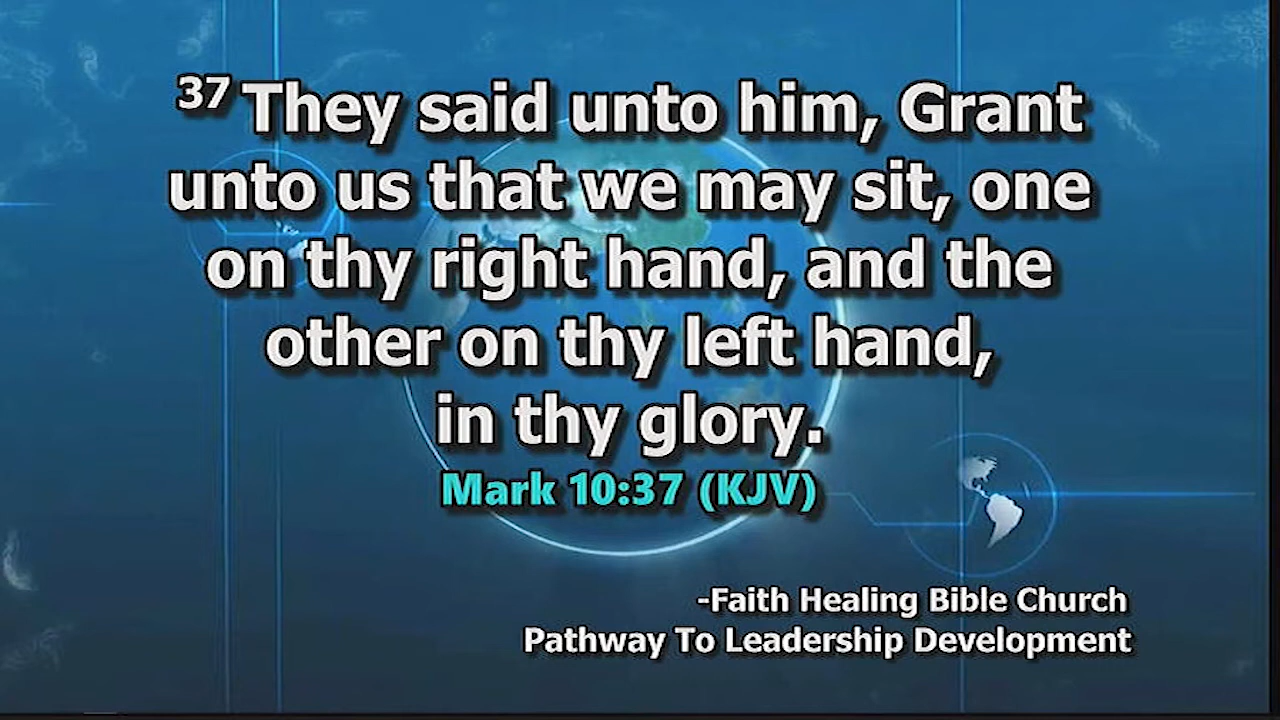 37 They said unto him, Grant
unto us that we may sit, one
on thy right hand, and the
other on thy left hand,
in thy glory.
Mark 10:37 (KJV)
-Faith Healing Bible Church
Pathway To Leadership Development